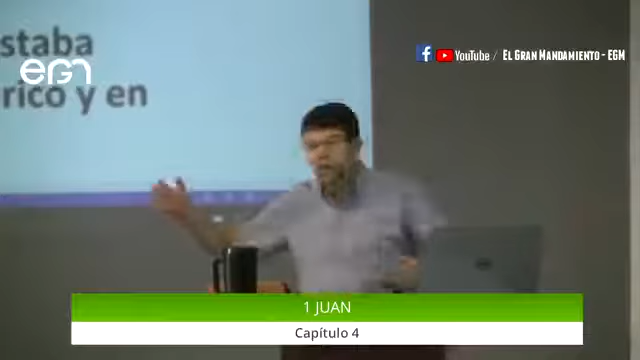 staba
rico y en
EGM
YouTube / El Gran Mandamiento - EGM
1 JUAN
Capítulo 4